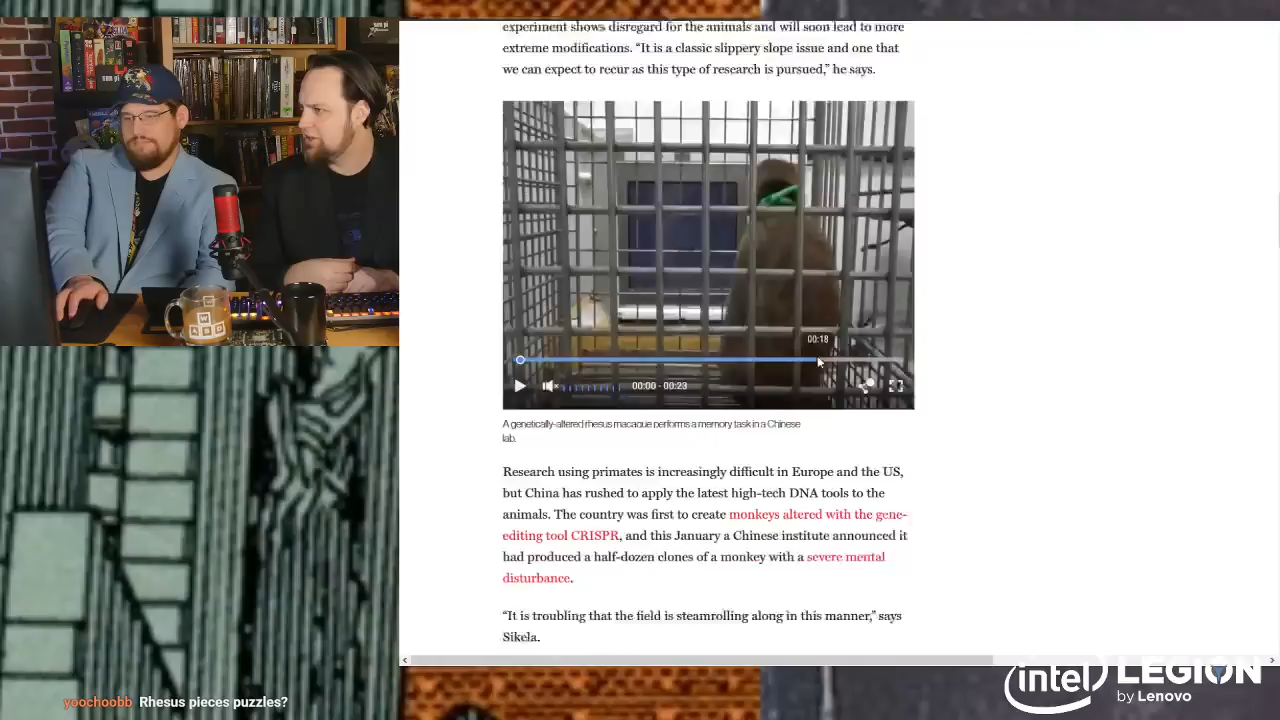 experiment shows disregard for the animals and will soon lead to more
extreme modifications. “It is a classic slippery slope issue and one that
we can expect to recur as this type of research is pursued,” he says.
00:18
00:00 - 00:23
A genetically-altered rhesus macaque performs a memory task in a Chinese
lab.
Research using primates is increasingly difficult in Europe and the US,
but China has rushed to apply the latest high-tech DNA tools to the
animals. The country was first to create monkeys altered with the gene-
editing tool CRISPR, and this January a Chinese institute announced it
had produced a half-dozen clones of a monkey with a severe mental
disturbance.
“It is troubling that the field is steamrolling along in this manner,” says
Sikela.
yoochoobb Rhesus pieces puzzles?
intel LEGION
by Lenovo